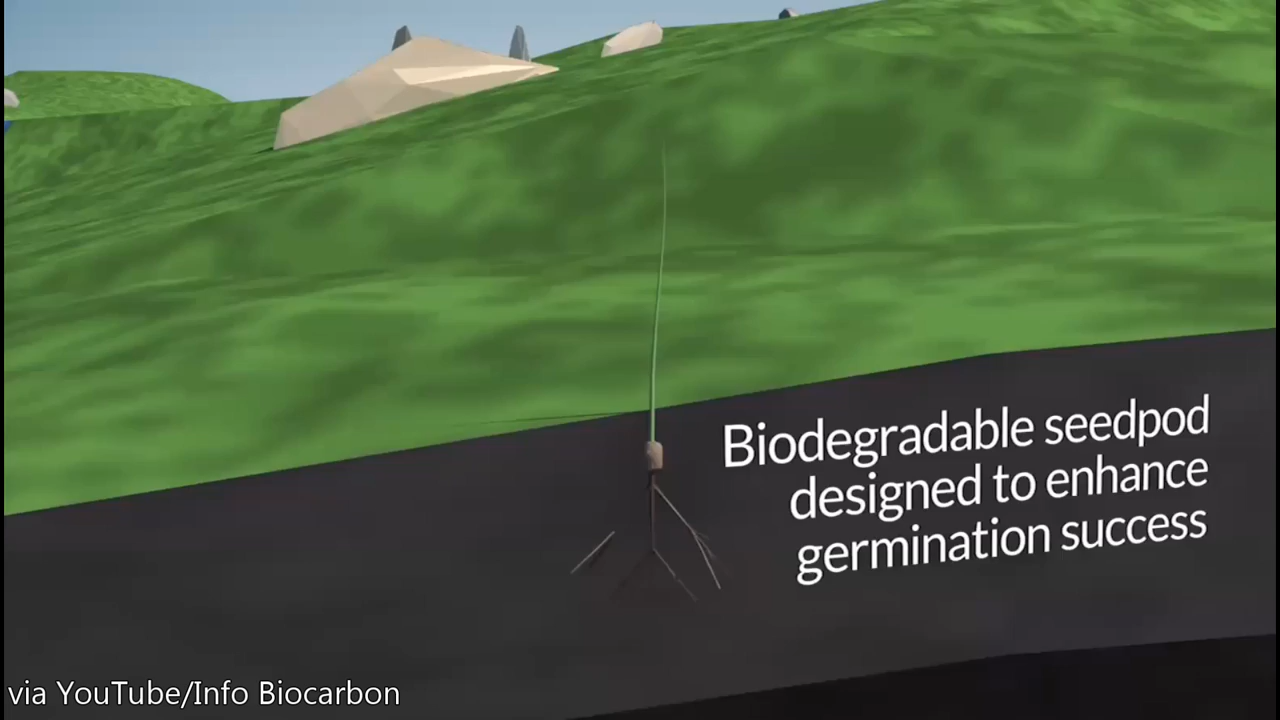 Biodegradable seedpod
designed to enhance
germination success
via YouTube/Info Biocarbon